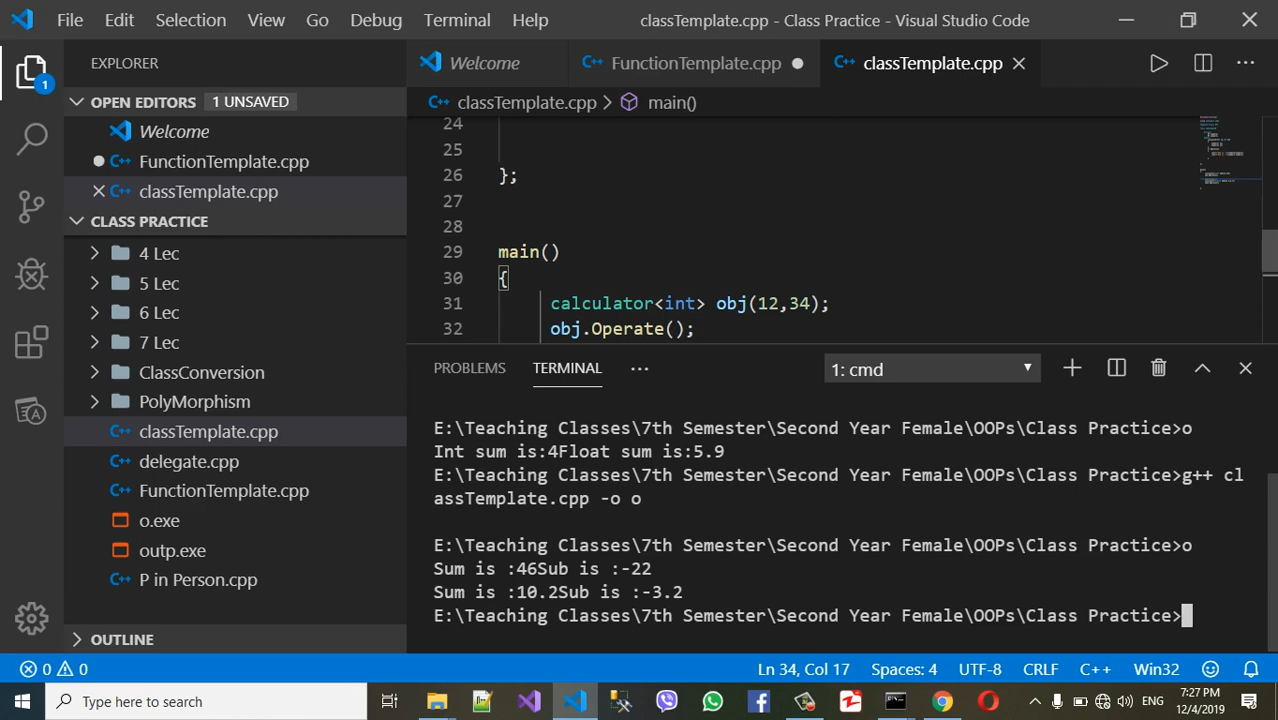 File Edit Selection View Go Debug Terminal Help classTemplate.cpp - Class Practice - Visual Studio Code
EXPLORER
Welcome FunctionTemplate.cpp classTemplate.cpp
OPEN EDITORS 1 UNSAVED
classTemplate.cpp main()
Welcome
FunctionTemplate.cpp
classTemplate.cpp
CLASS PRACTICE
4 Lec
5 Lec
6 Lec
7 Lec
ClassConversion
PolyMorphism
classTemplate.cpp
delegate.cpp
FunctionTemplate.cpp
o.exe
outp.exe
P in Person.cpp
OUTLINE
1
24
25
26 };
27
28
29 main()
30 {
31 calculator<int> obj(12,34);
32 obj.Operate();
PROBLEMS TERMINAL ... 1: cmd
E:\Teaching Classes\7th Semester\Second Year Female\OOPs\Class Practice>o
Int sum is:4Float sum is:5.9
E:\Teaching Classes\7th Semester\Second Year Female\OOPs\Class Practice>g++ cl
assTemplate.cpp -o o
E:\Teaching Classes\7th Semester\Second Year Female\OOPs\Class Practice>o
Sum is :46Sub is :-22
Sum is :10.2Sub is :-3.2
E:\Teaching Classes\7th Semester\Second Year Female\OOPs\Class Practice>
0 0 Ln 34, Col 17 Spaces: 4 UTF-8 CRLF C++ Win32
Type here to search ENG 7:27 PM
12/4/2019